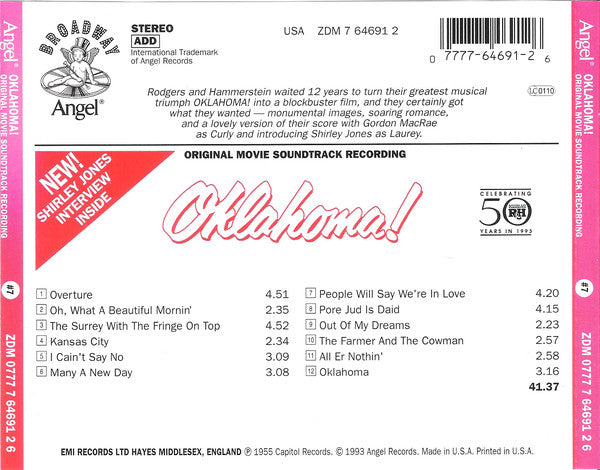 Angel® OKLAHOMA! ORIGINAL MOVIE SOUNDTRACK RECORDING #7 ZDM 0777 7 64691 2 6
BROADWAY
Angel®
STEREO
ADD
International Trademark
of Angel Records
USA ZDM 7 64691 2
0 7777-64691-2 6
LC 0110
Rodgers and Hammerstein waited 12 years to turn their greatest musical
triumph OKLAHOMA! into a blockbuster film, and they certainly got
what they wanted — monumental images, soaring romance,
and a lovely version of their score with Gordon MacRae
as Curly and introducing Shirley Jones as Laurey.
NEW!
SHIRLEY JONES
INTERVIEW
INSIDE
ORIGINAL MOVIE SOUNDTRACK RECORDING
Oklahoma!
CELEBRATING
50
R&H
YEARS IN 1993
1 Overture 4.51
2 Oh, What A Beautiful Mornin' 2.35
3 The Surrey With The Fringe On Top 4.52
4 Kansas City 2.34
5 I Cain't Say No 3.09
6 Many A New Day 3.08
7 People Will Say We're In Love 4.20
8 Pore Jud Is Daid 4.15
9 Out Of My Dreams 2.23
10 The Farmer And The Cowman 2.57
11 All Er Nothin' 2.58
12 Oklahoma 3.16
41.37
EMI RECORDS LTD HAYES MIDDLESEX, ENGLAND ℗ 1955 Capitol Records. © 1993 Angel Records. Made in U.S.A. Printed in U.S.A.
Angel® OKLAHOMA! ORIGINAL MOVIE SOUNDTRACK RECORDING #7 ZDM 0777 7 64691 2 6